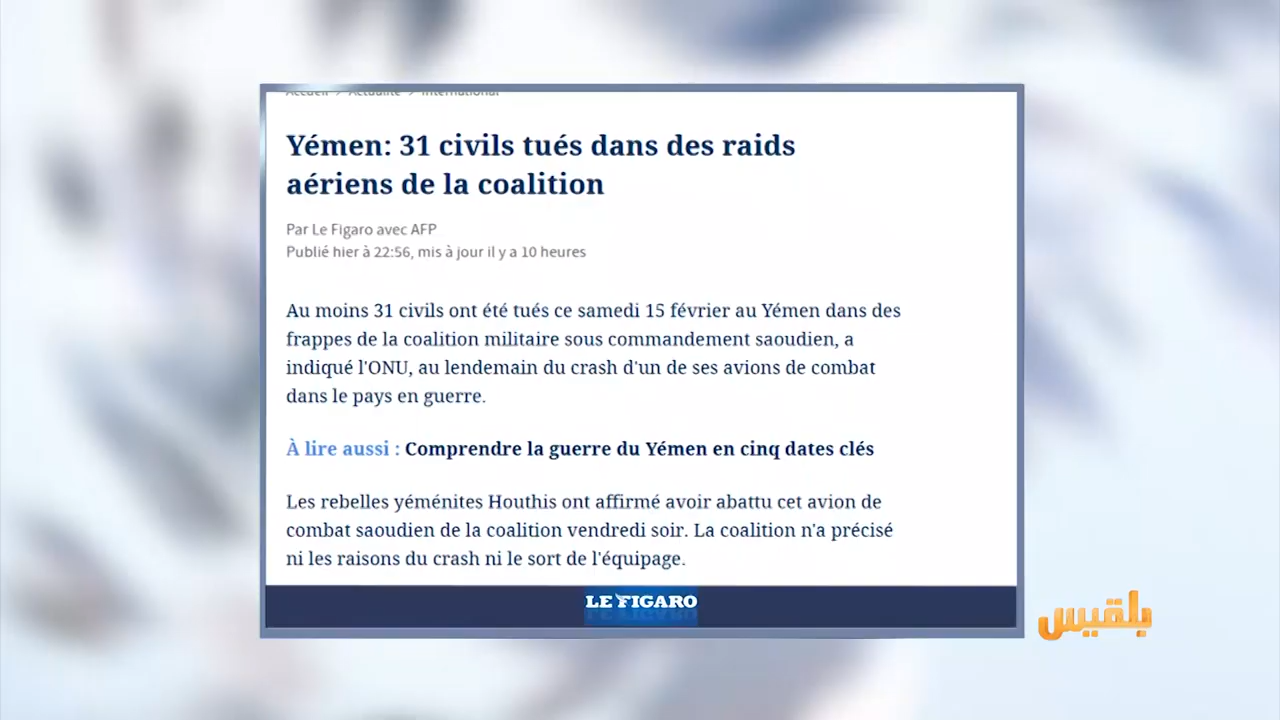 Accueil > Actualité > International
Yémen: 31 civils tués dans des raids
aériens de la coalition
Par Le Figaro avec AFP
Publié hier à 22:56, mis à jour il y a 10 heures
Au moins 31 civils ont été tués ce samedi 15 février au Yémen dans des
frappes de la coalition militaire sous commandement saoudien, a
indiqué l'ONU, au lendemain du crash d'un de ses avions de combat
dans le pays en guerre.
À lire aussi : Comprendre la guerre du Yémen en cinq dates clés
Les rebelles yéménites Houthis ont affirmé avoir abattu cet avion de
combat saoudien de la coalition vendredi soir. La coalition n'a précisé
ni les raisons du crash ni le sort de l'équipage.
LE FIGARO
بلقيس